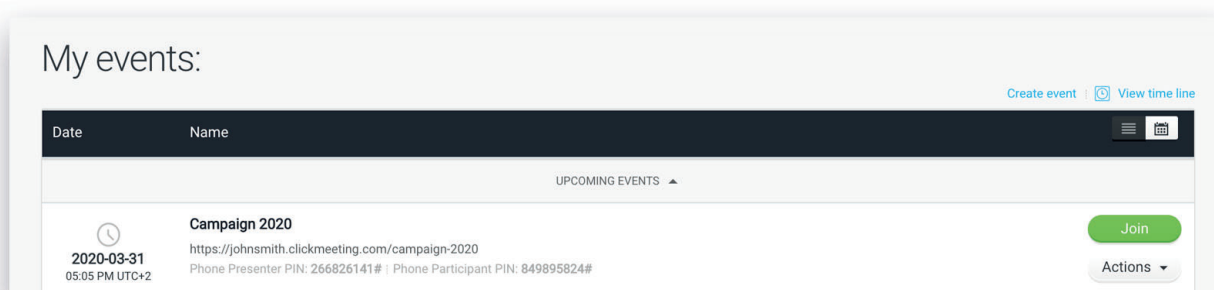 My events:
Create event | View time line
Date Name
UPCOMING EVENTS
Campaign 2020
Join
https://johnsmith.clickmeeting.com/campaign-2020
2020-03-31
Phone Presenter PIN: 266826141# | Phone Participant PIN: 849895824#
Actions
05:05 PM UTC+2